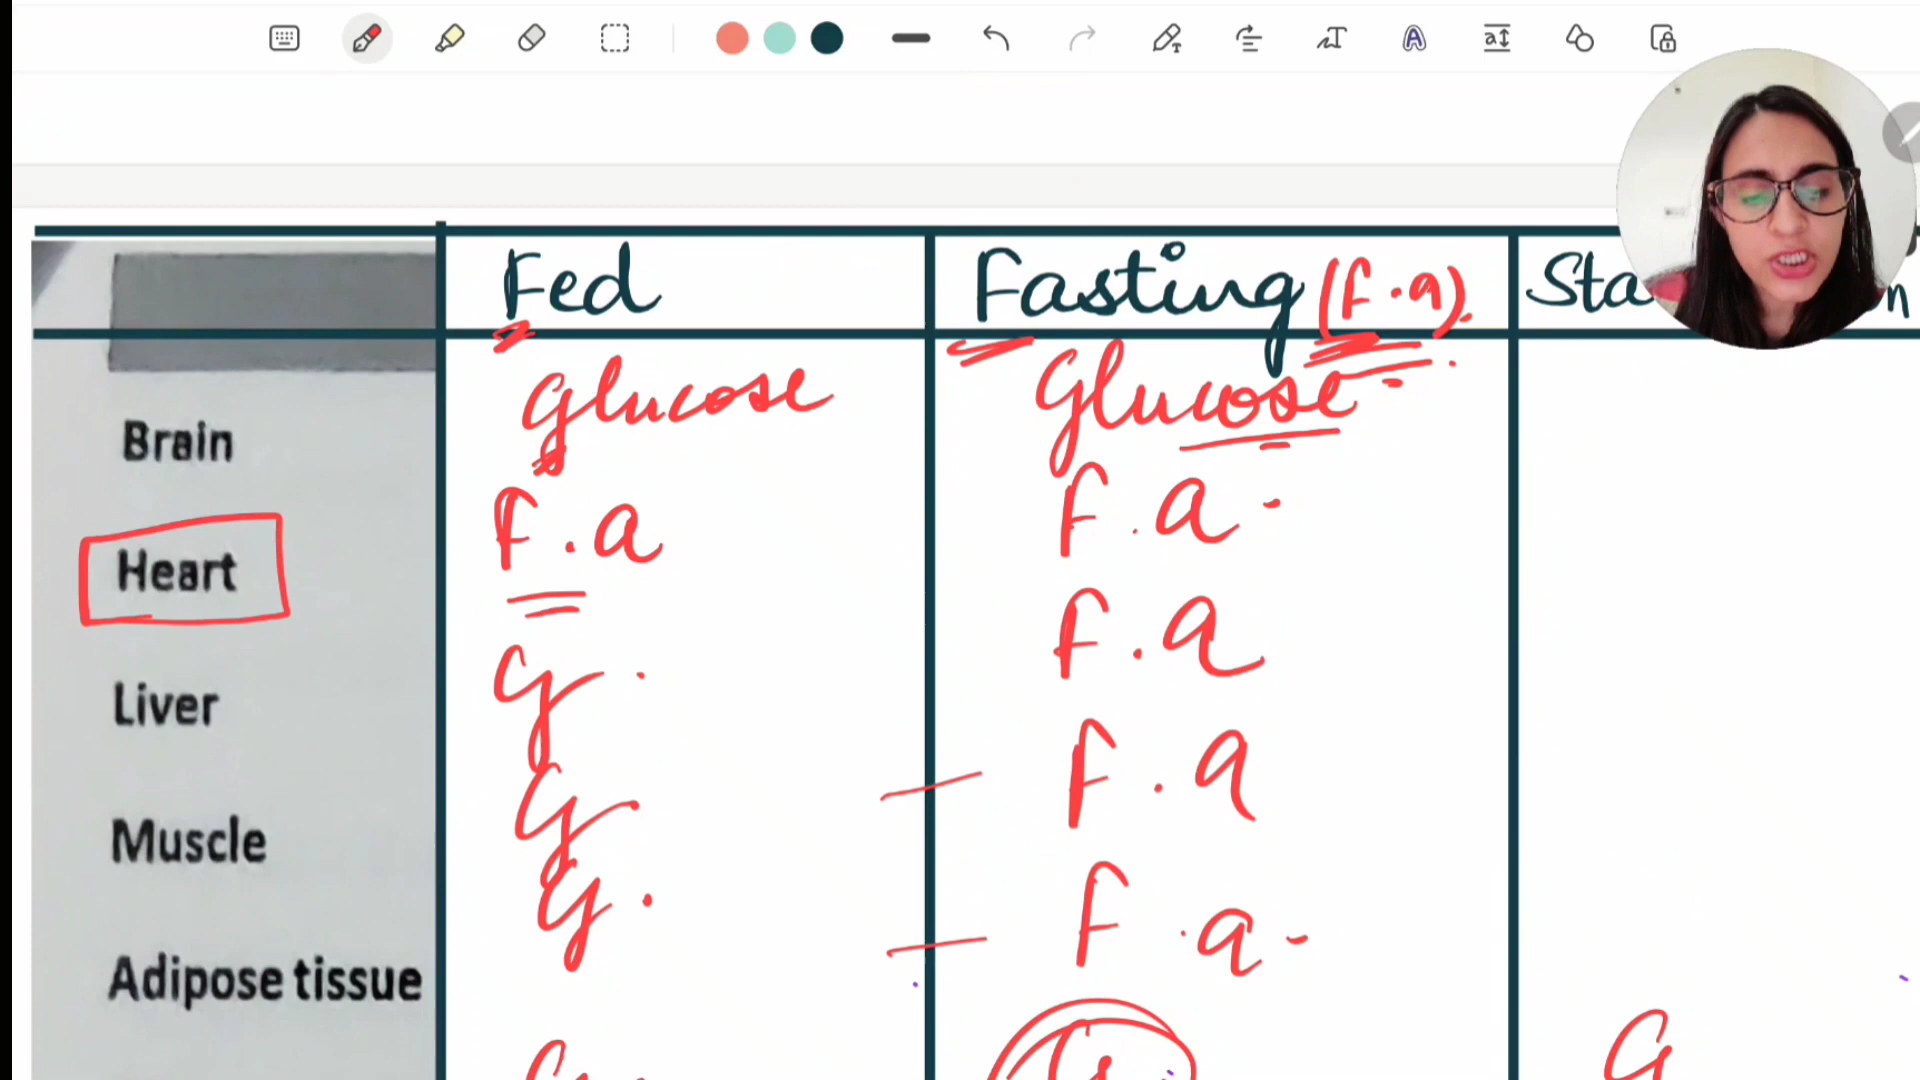 Fed Fasting (f.a) Sta n
Brain Glucose Glucose
Heart f.a f.a
Liver G. f.a
Muscle G. f.a
Adipose tissue G. f.a
G G G